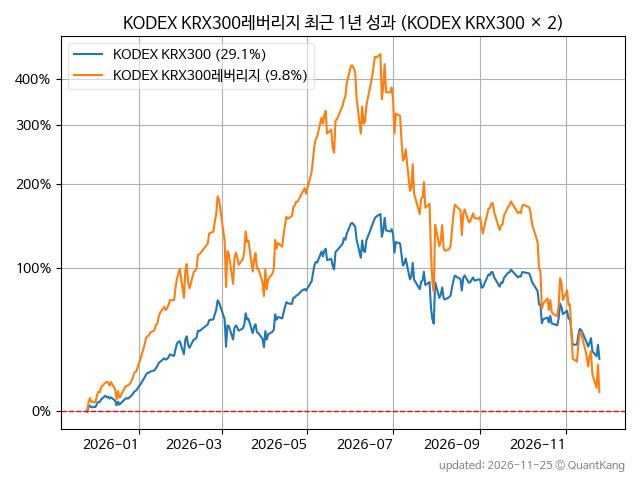 KODEX KRX300레버리지 최근 1년 성과 (KODEX KRX300 × 2)
KODEX KRX300 (29.1%)
KODEX KRX300레버리지 (9.8%)
400%
300%
200%
100%
0%
2026-01 2026-03 2026-05 2026-07 2026-09 2026-11
updated: 2026-11-25 © QuantKang